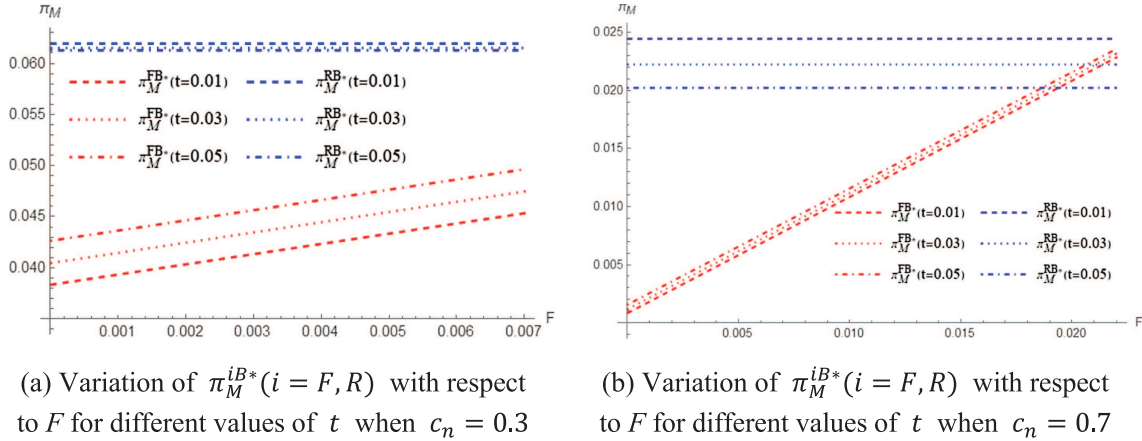 π_M
0.060
0.055
0.050
0.045
0.040
π_M^{FB*}(t=0.01) π_M^{RB*}(t=0.01)
π_M^{FB*}(t=0.03) π_M^{RB*}(t=0.03)
π_M^{FB*}(t=0.05) π_M^{RB*}(t=0.05)
0.001 0.002 0.003 0.004 0.005 0.006 0.007 F
(a) Variation of π_M^{iB*}(i = F, R) with respect
to F for different values of t when c_n = 0.3
π_M
0.025
0.020
0.015
0.010
0.005
π_M^{FB*}(t=0.01) π_M^{RB*}(t=0.01)
π_M^{FB*}(t=0.03) π_M^{RB*}(t=0.03)
π_M^{FB*}(t=0.05) π_M^{RB*}(t=0.05)
0.005 0.010 0.015 0.020 F
(b) Variation of π_M^{iB*}(i = F, R) with respect
to F for different values of t when c_n = 0.7